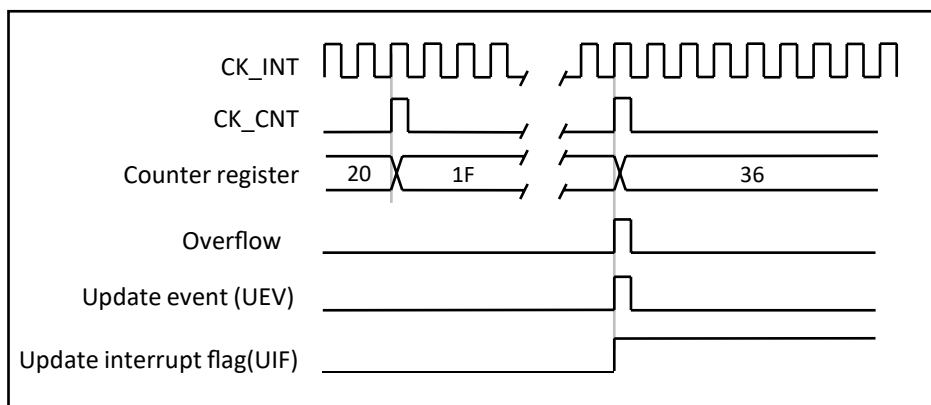 CK_INT
CK_CNT
Counter register 20 1F 36
Overflow
Update event (UEV)
Update interrupt flag(UIF)